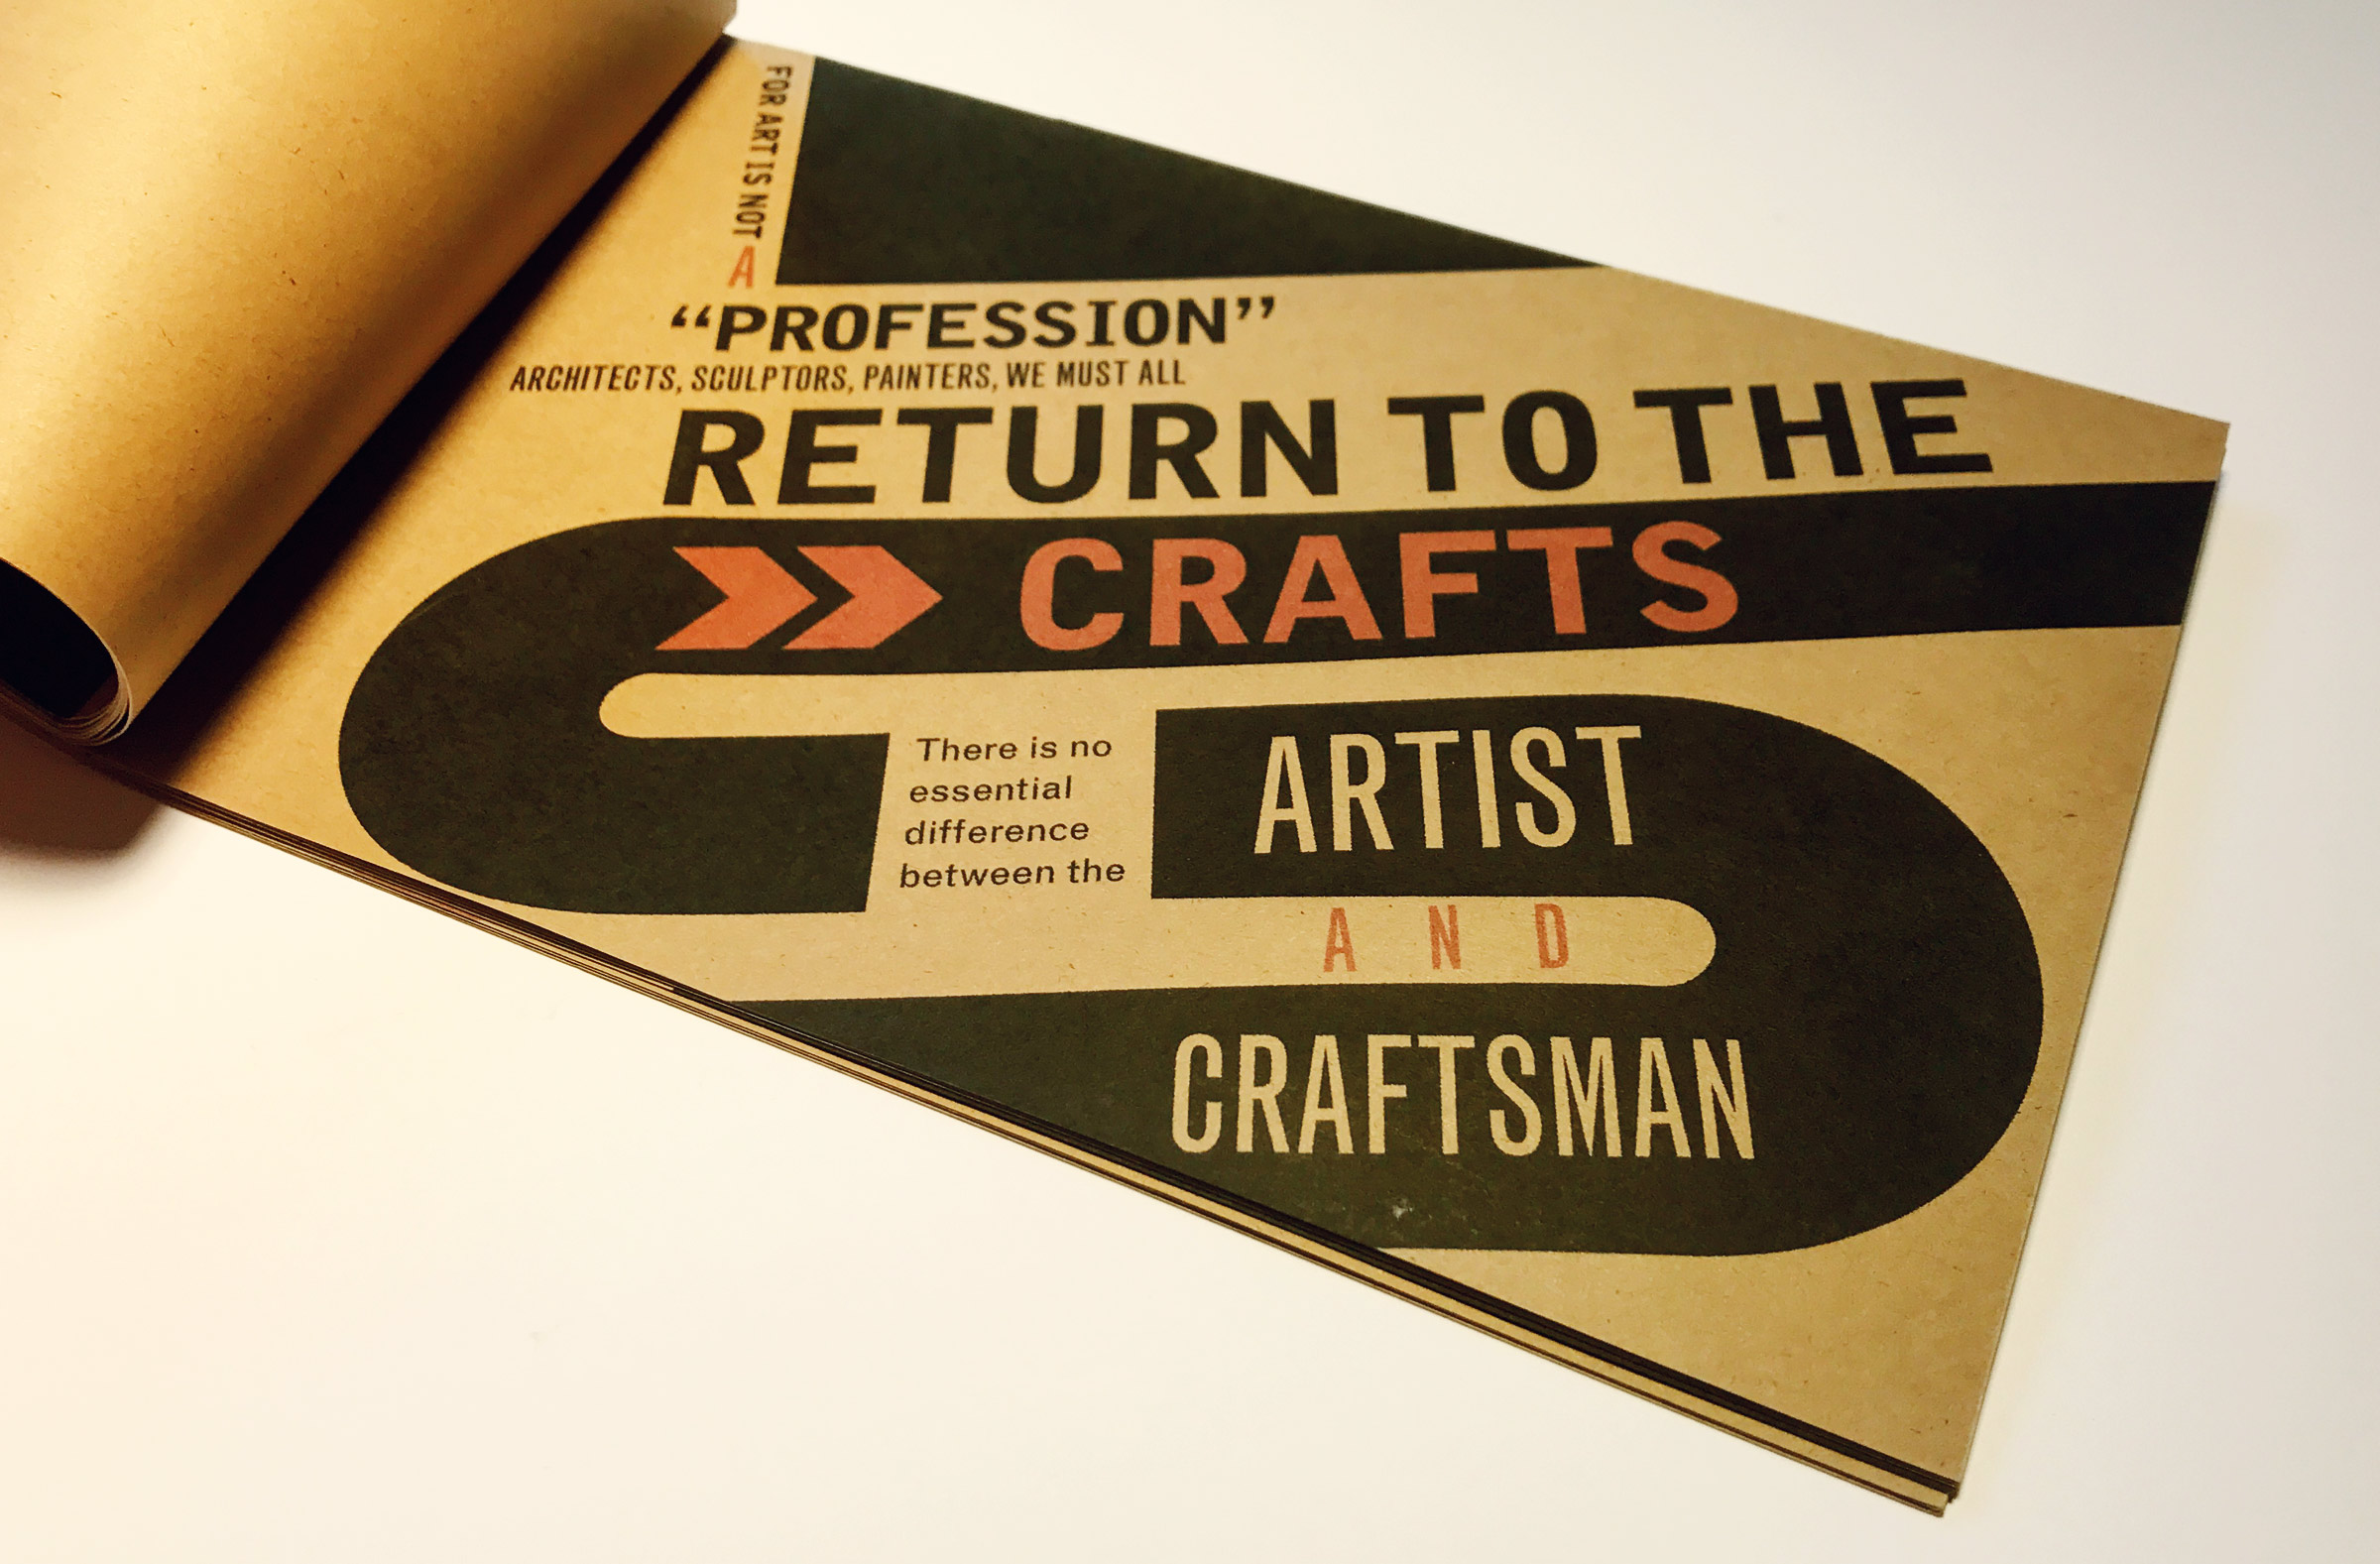 FOR ART IS NOT
A
“PROFESSION”
ARCHITECTS, SCULPTORS, PAINTERS, WE MUST ALL
RETURN TO THE
CRAFTS
There is no
essential
difference
between the
ARTIST
AND
CRAFTSMAN